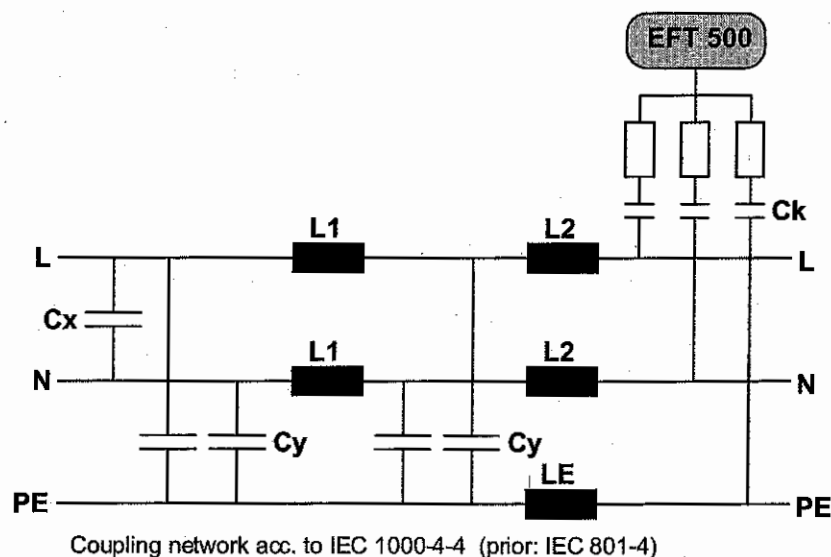 EFT 500
Ck
L1 L2
L L
Cx
L1 L2
N N
Cy Cy
LE
PE PE
Coupling network acc. to IEC 1000-4-4 (prior: IEC 801-4)